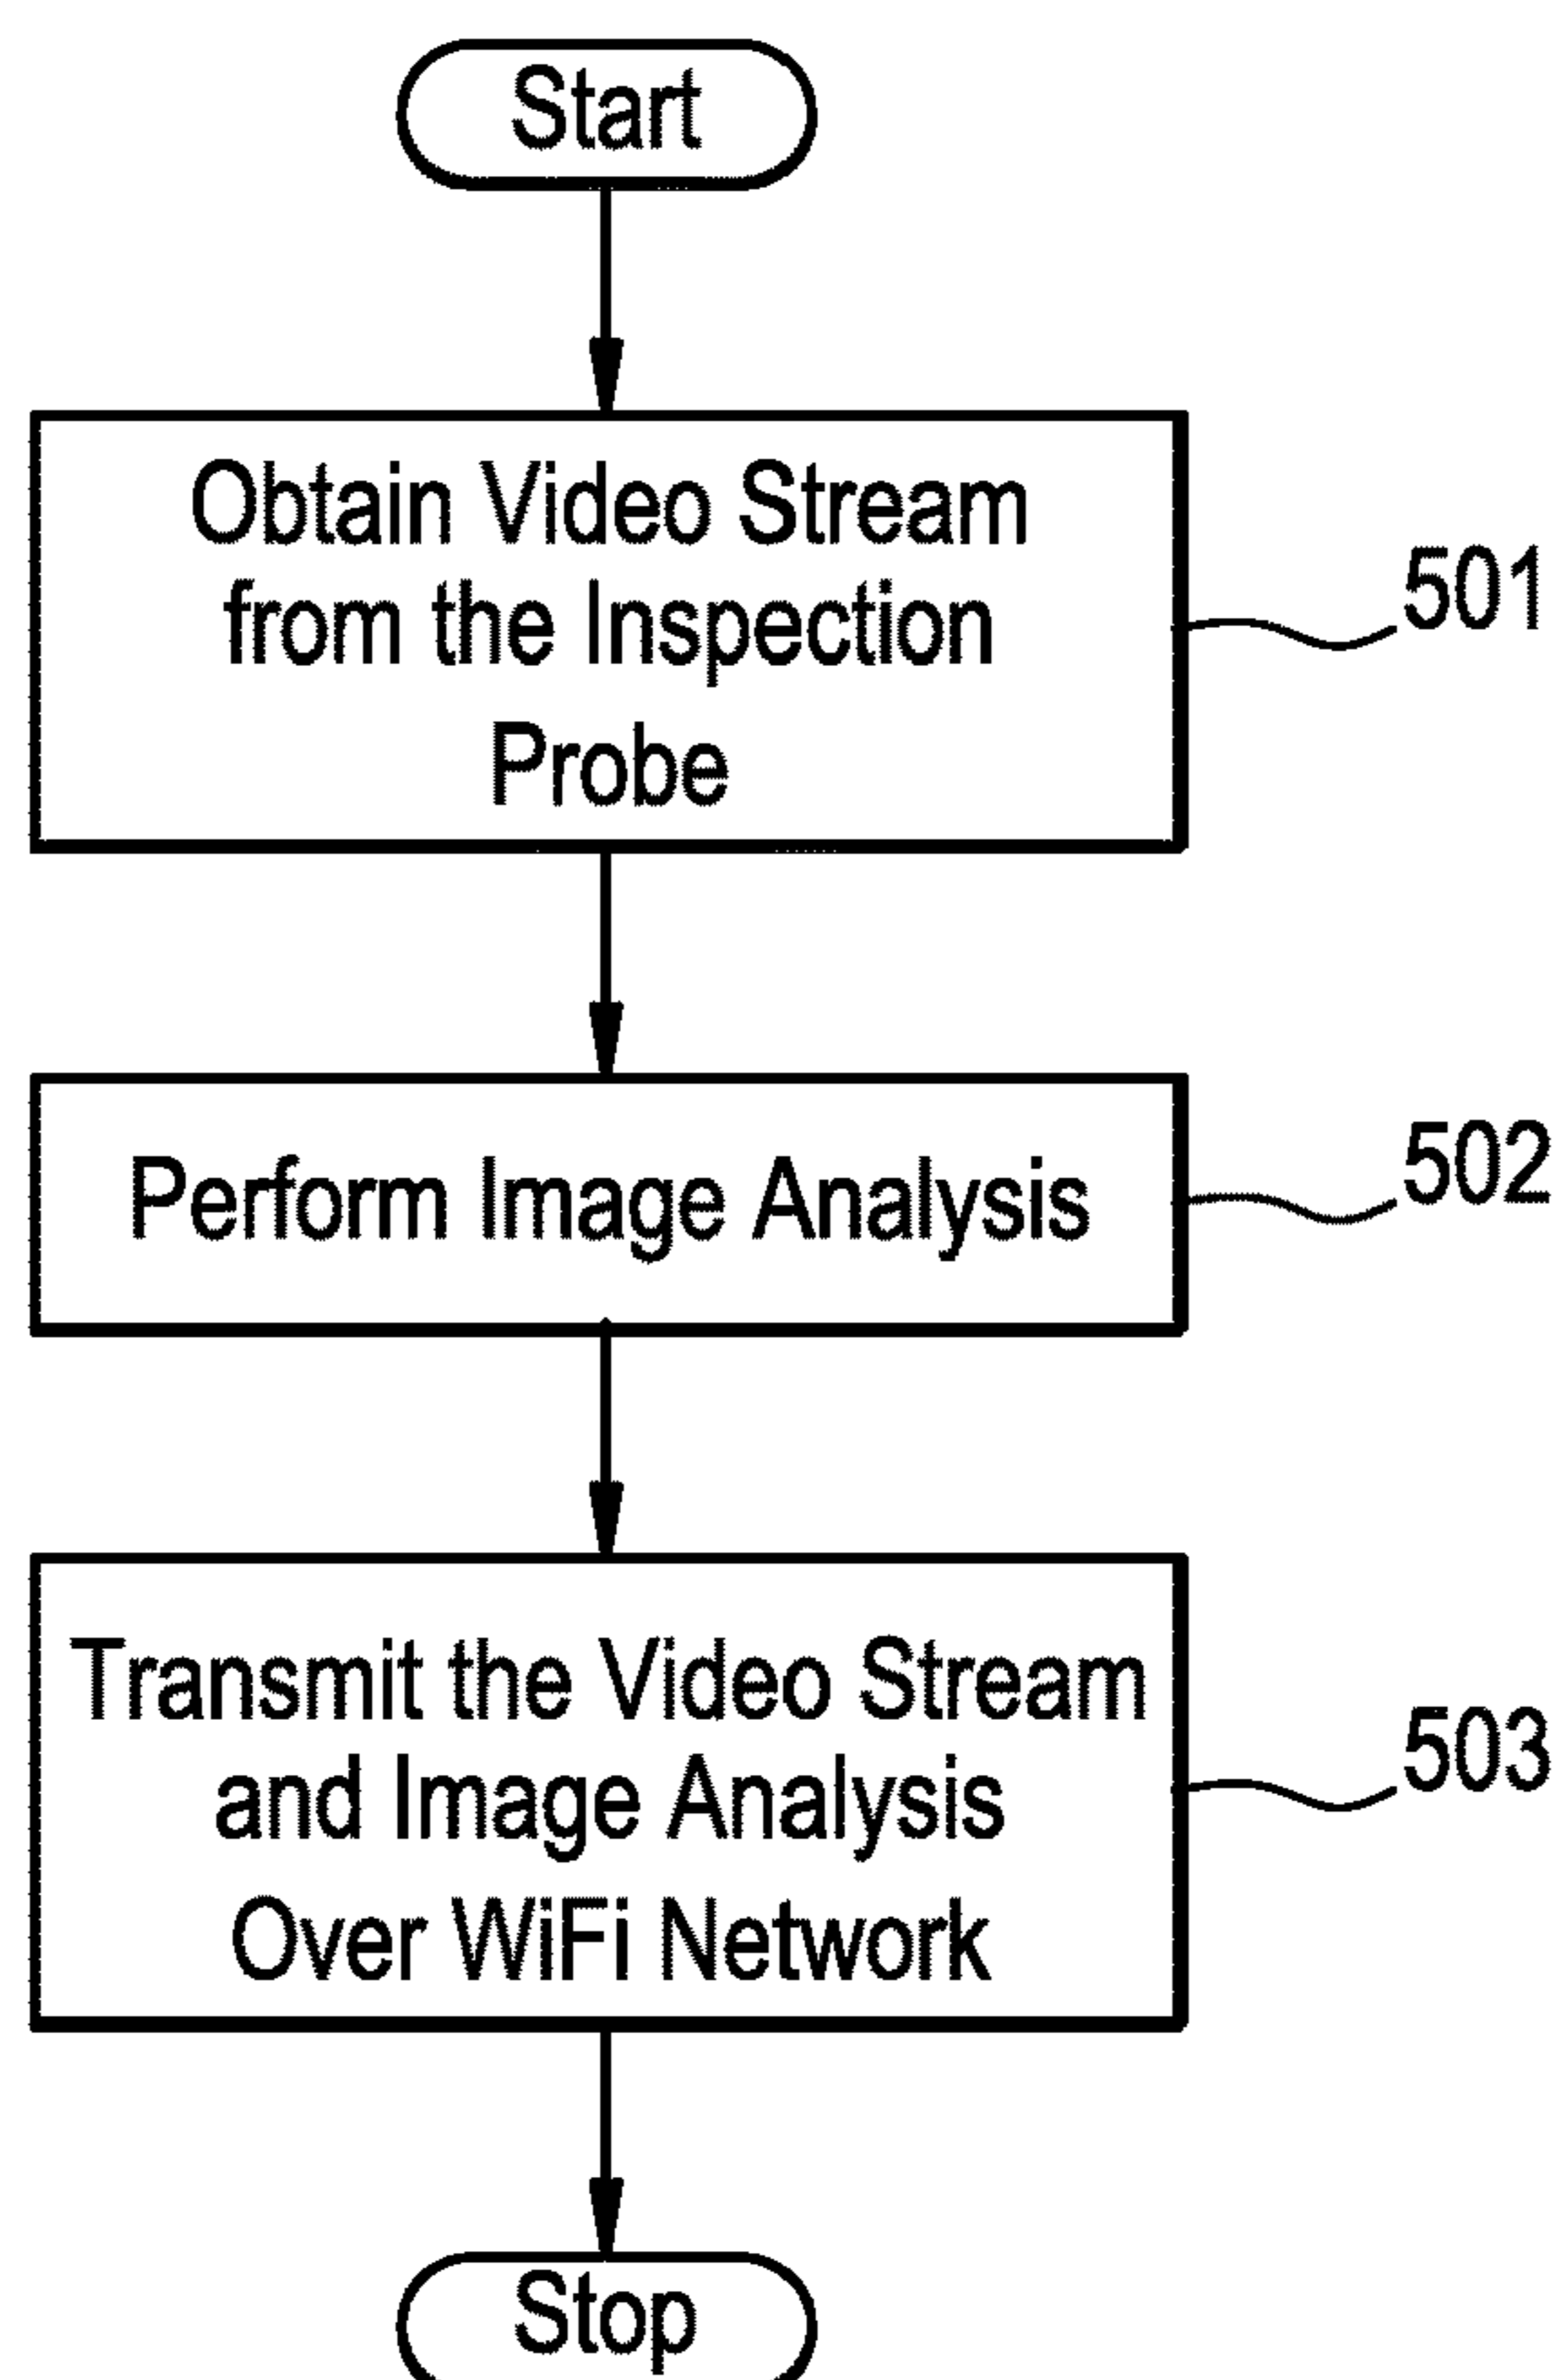 Start
Obtain Video Stream
from the Inspection
Probe
501
Perform Image Analysis
502
Transmit the Video Stream
and Image Analysis
Over WiFi Network
503
Stop